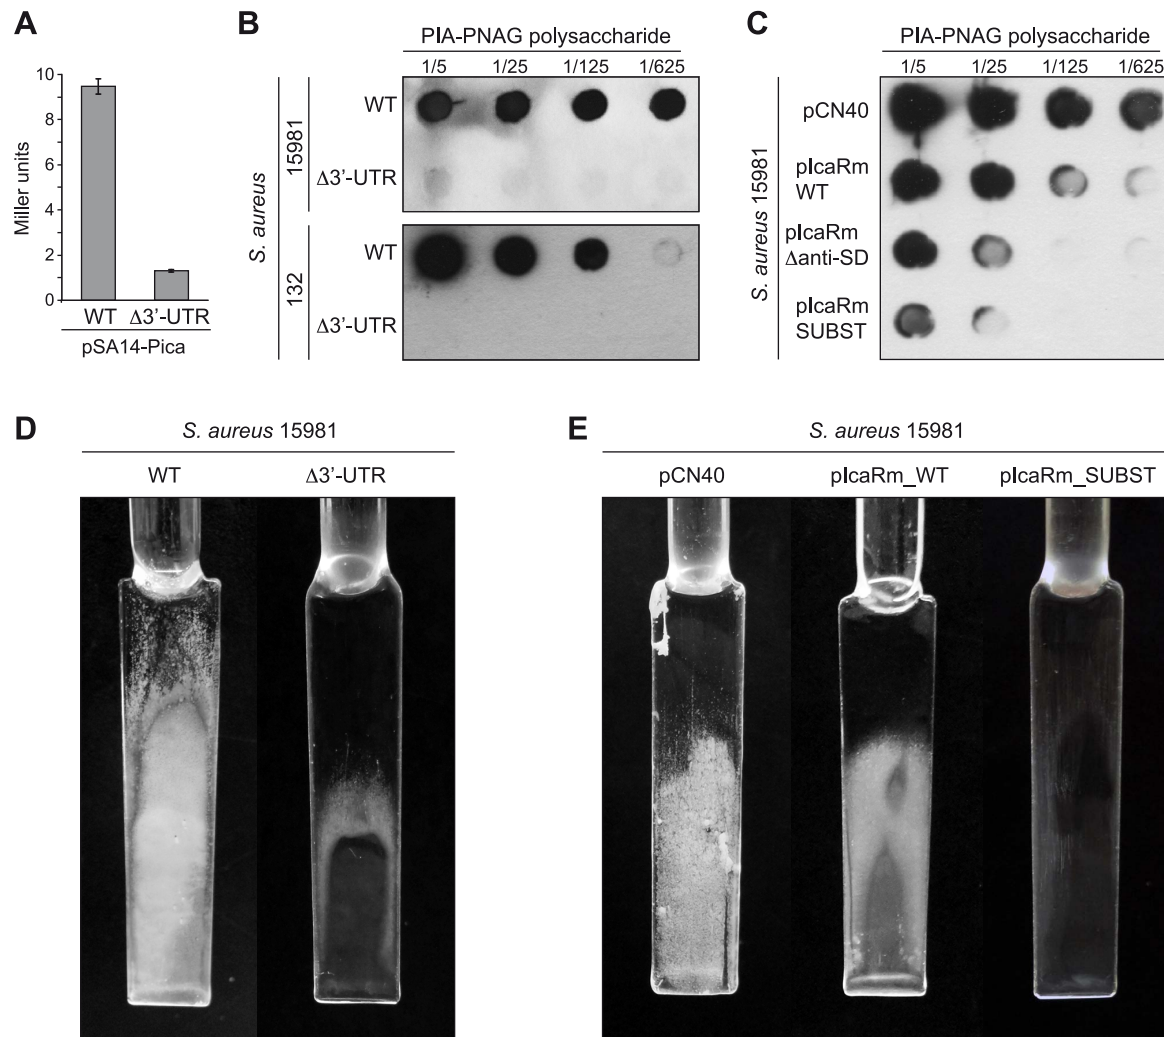 A
Miller units
10
8
6
4
2
0
WT
Δ3'-UTR
pSA14-Pica
B
PIA-PNAG polysaccharide
1/5 1/25 1/125 1/625
S. aureus
15981
WT
Δ3'-UTR
132
WT
Δ3'-UTR
C
PIA-PNAG polysaccharide
1/5 1/25 1/125 1/625
S. aureus 15981
pCN40
pIcaRm
WT
pIcaRm
Δanti-SD
pIcaRm
SUBST
D
S. aureus 15981
WT Δ3'-UTR
E
S. aureus 15981
pCN40 pIcaRm_WT pIcaRm_SUBST